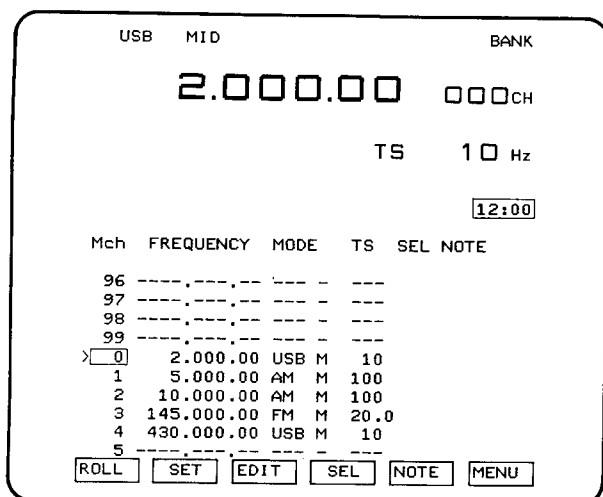 USB MID BANK
2.000.00 000CH
TS 10 Hz
12:00
Mch FREQUENCY MODE TS SEL NOTE
96 ----.---.-- --- - ---
97 ----.---.-- --- - ---
98 ----.---.-- --- - ---
99 ----.---.-- --- - ---
>0 2.000.00 USB M 10
1 5.000.00 AM M 100
2 10.000.00 AM M 100
3 145.000.00 FM M 20.0
4 430.000.00 USB M 10
5 ----.---.-- --- - ---
ROLL SET EDIT SEL NOTE MENU